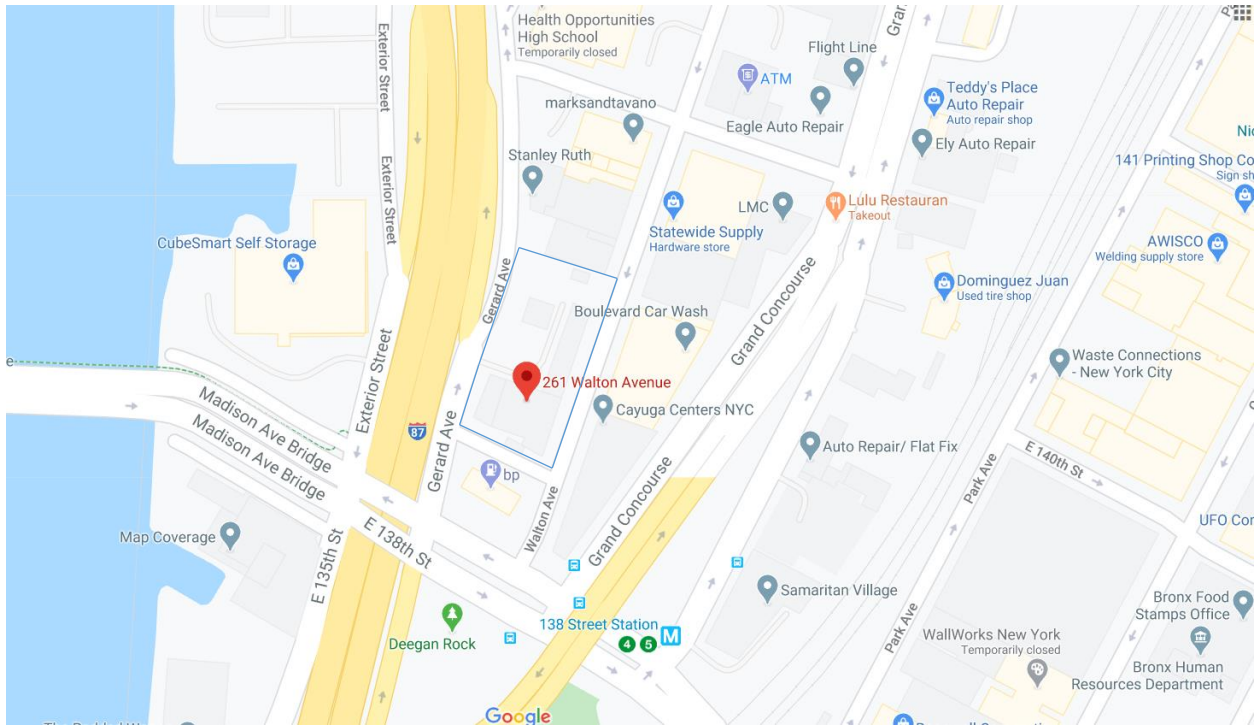 Health Opportunities
High School
Temporarily closed
Flight Line
ATM
Teddy's Place
Auto Repair
Auto repair shop
Exterior Street
marksandtavano
Eagle Auto Repair
Ely Auto Repair
Stanley Ruth
141 Printing Shop
Exterior Street
Statewide Supply
Hardware store
LMC
Lulu Restauran
Takeout
CubeSmart Self Storage
AWISCO
Welding supply store
Gerard Ave
Dominguez Juan
Used tire shop
Boulevard Car Wash
Grand Concourse
261 Walton Avenue
Waste Connections
- New York City
Exterior Street
Madison Ave Bridge
Madison Ave Bridge
87
Gerard Ave
Cayuga Centers NYC
Auto Repair/ Flat Fix
E 140th St
Park Ave
bp
Walton Ave
Grand Concourse
Map Coverage
E 135th St
E 138th St
Samaritan Village
Deegan Rock
138 Street Station
4 5 M
Park Ave
WallWorks New York
Temporarily closed
Bronx Food
Stamps Office
Bronx Human
Resources Department
Google